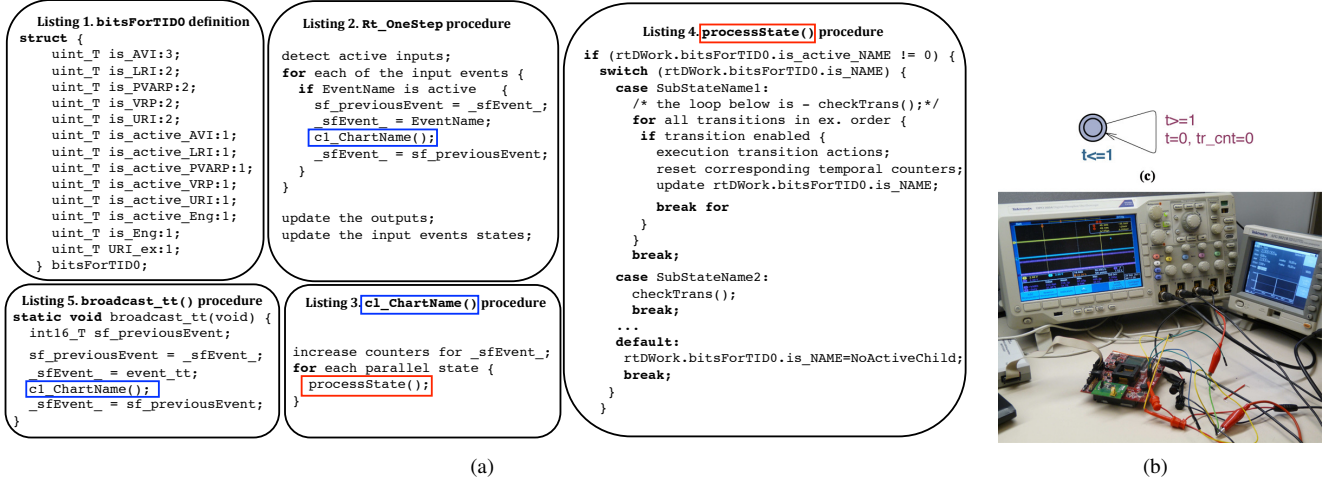 Listing 1. bitsForTID0 definition
struct {
uint_T is_AVI:3;
uint_T is_LRI:2;
uint_T is_PVARP:2;
uint_T is_VRP:2;
uint_T is_URI:2;
uint_T is_active_AVI:1;
uint_T is_active_LRI:1;
uint_T is_active_PVARP:1;
uint_T is_active_VRP:1;
uint_T is_active_URI:1;
uint_T is_active_Eng:1;
uint_T is_Eng:1;
uint_T URI_ex:1;
} bitsForTID0;
Listing 5. broadcast_tt() procedure
static void broadcast_tt(void) {
int16_T sf_previousEvent;
sf_previousEvent = _sfEvent_;
_sfEvent_ = event_tt;
c1_ChartName();
_sfEvent_ = sf_previousEvent;
}
Listing 2. Rt_OneStep procedure
detect active inputs;
for each of the input events {
if EventName is active {
sf_previousEvent = _sfEvent_;
_sfEvent_ = EventName;
c1_ChartName();
_sfEvent_ = sf_previousEvent;
}
}
update the outputs;
update the input events states;
Listing 3. c1_ChartName() procedure
increase counters for _sfEvent_;
for each parallel state {
processState();
}
Listing 4. processState() procedure
if (rtDWork.bitsForTID0.is_active_NAME != 0) {
switch (rtDWork.bitsForTID0.is_NAME) {
case SubStateName1:
/* the loop below is - checkTrans();*/
for all transitions in ex. order {
if transition enabled {
execution transition actions;
reset corresponding temporal counters;
update rtDWork.bitsForTID0.is_NAME;
break for
}
}
break;
case SubStateName2:
checkTrans();
break;
...
default:
rtDWork.bitsForTID0.is_NAME=NoActiveChild;
break;
}
}
(a)
t>=1
t=0, tr_cnt=0
t<=1
(c)
(b)